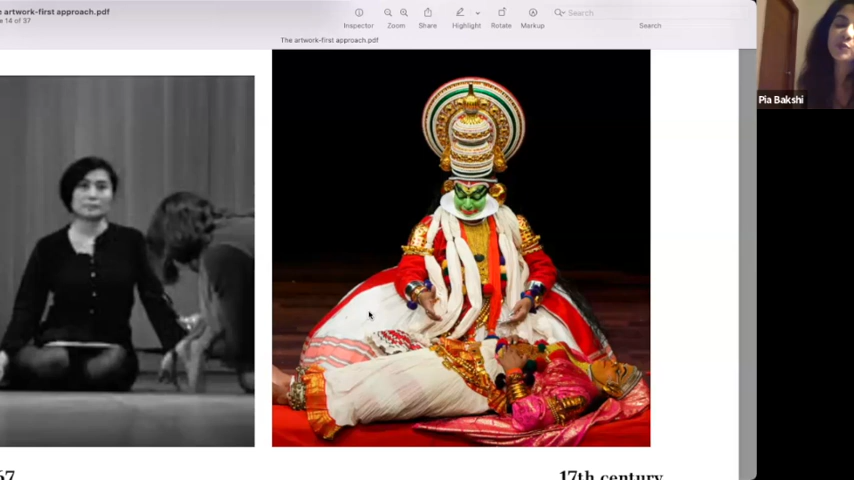 artwork-first approach.pdf
14 of 37
Inspector
Zoom
Share
Highlight
Rotate
Markup
Search
Search
The artwork-first approach.pdf
Pia Bakshi
67
17th century